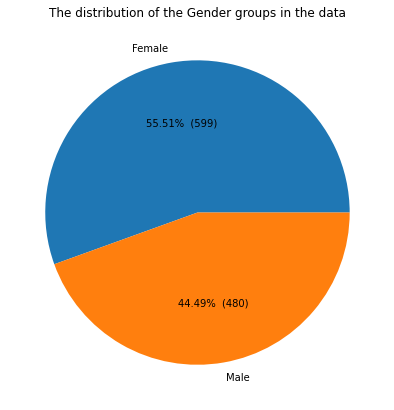 The distribution of the Gender groups in the data
Female
55.51%  (599)
44.49%  (480)
Male